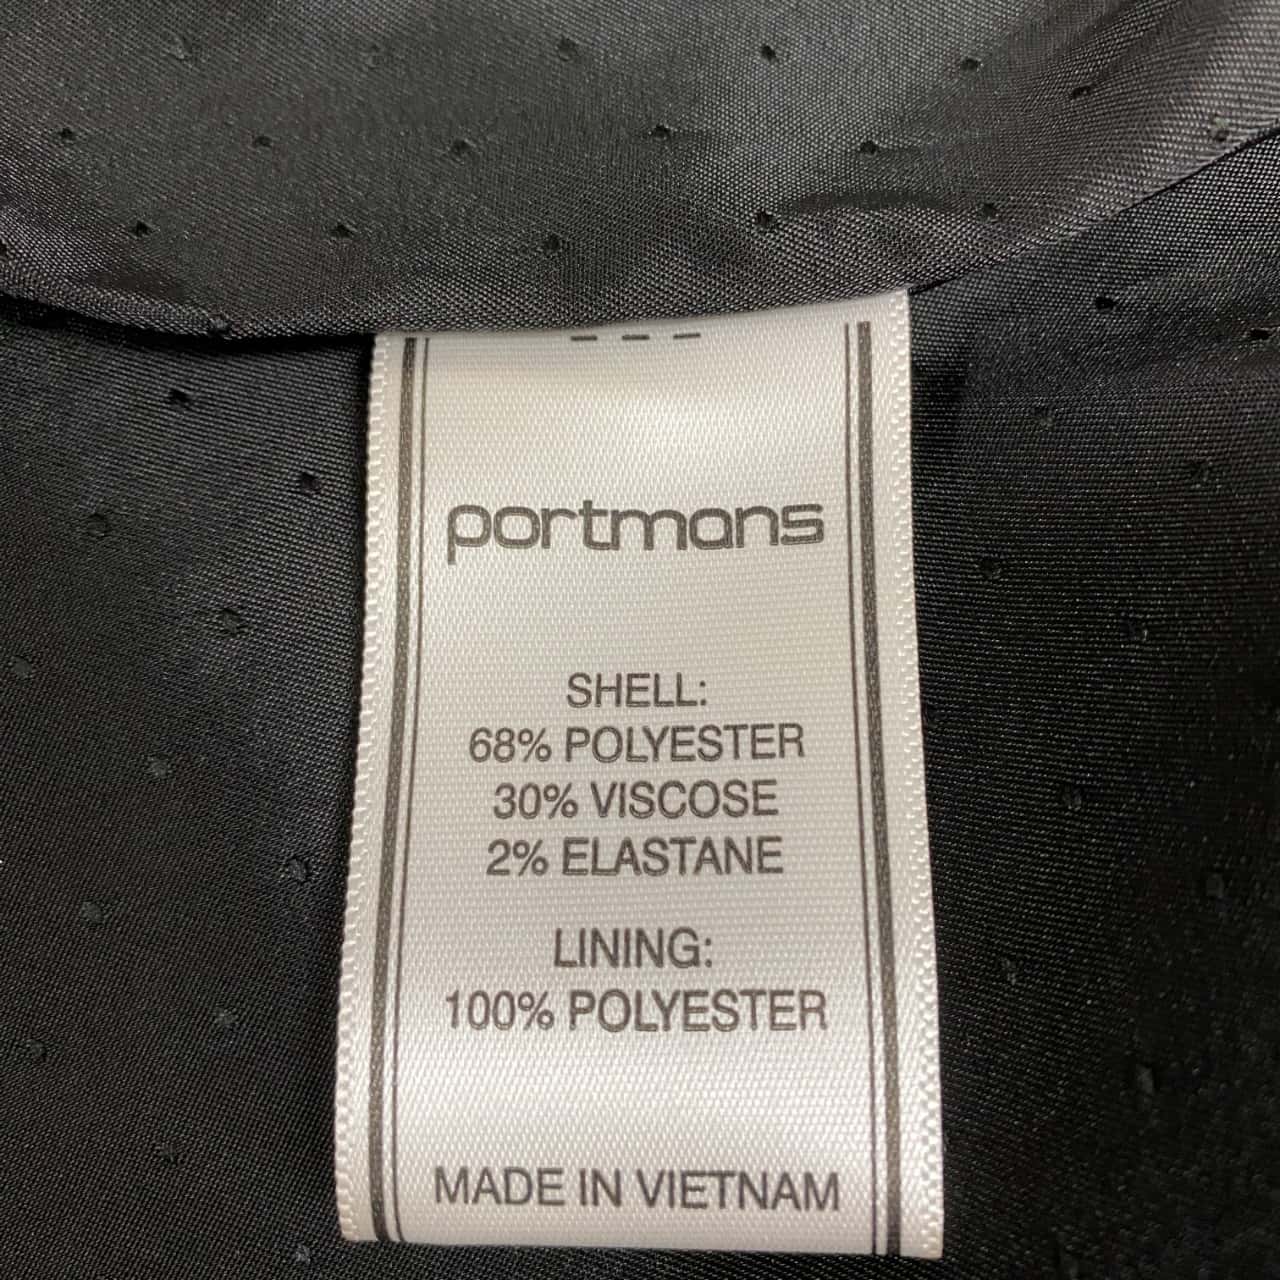 portmans
SHELL:
68% POLYESTER
30% VISCOSE
2% ELASTANE
LINING:
100% POLYESTER
MADE IN VIETNAM